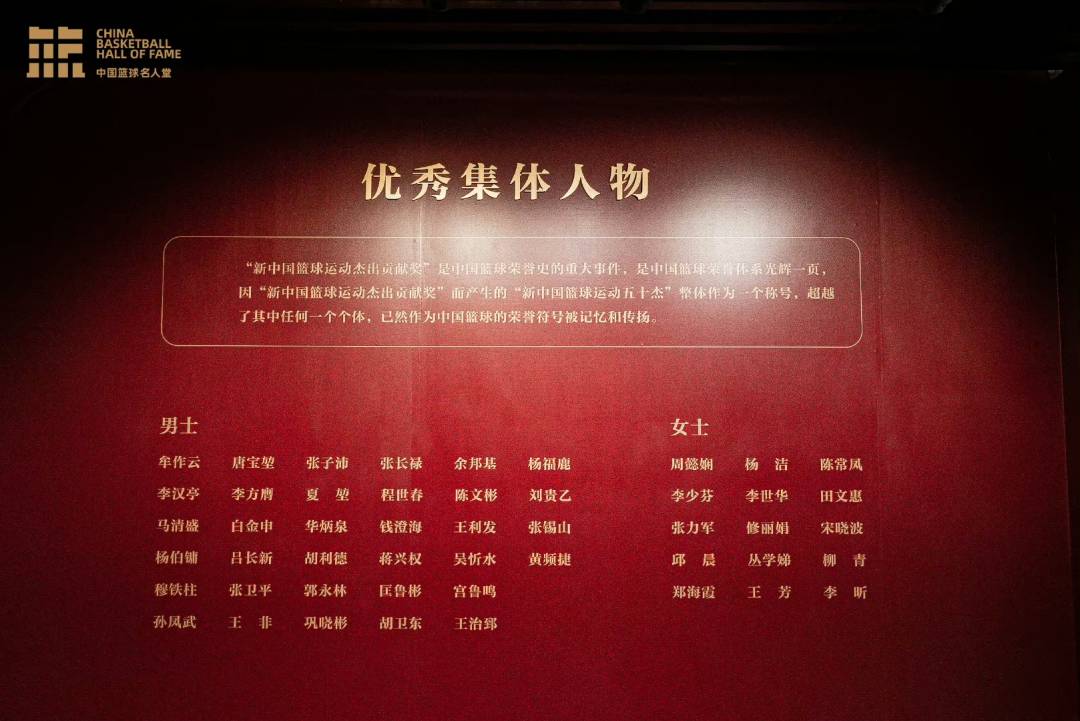 CHINA
BASKETBALL
HALL OF FAME
中国篮球名人堂
优秀集体人物
“新中国篮球运动杰出贡献奖”是中国篮球荣誉史的重大事件，是中国篮球荣誉体系光辉一页，
因“新中国篮球运动杰出贡献奖”而产生的“新中国篮球运动五十杰”整体作为一个称号，超越
了其中任何一个个体，已然作为中国篮球的荣誉符号被记忆和传扬。
男士
牟作云 唐宝堃 张子沛 张长禄 余邦基 杨福鹿
李汉亭 李方膺 夏 堃 程世春 陈文彬 刘贵乙
马清盛 白金申 华炳泉 钱澄海 王利发 张锡山
杨伯镛 吕长新 胡利德 蒋兴权 吴忻水 黄频捷
穆铁柱 张卫平 郭永林 匡鲁彬 宫鲁鸣
孙凤武 王 非 巩晓彬 胡卫东 王治郅
女士
周懿娴 杨 洁 陈常凤
李少芬 李世华 田文惠
张力军 修丽娟 宋晓波
邱 晨 丛学娣 柳 青
郑海霞 王 芳 李 昕